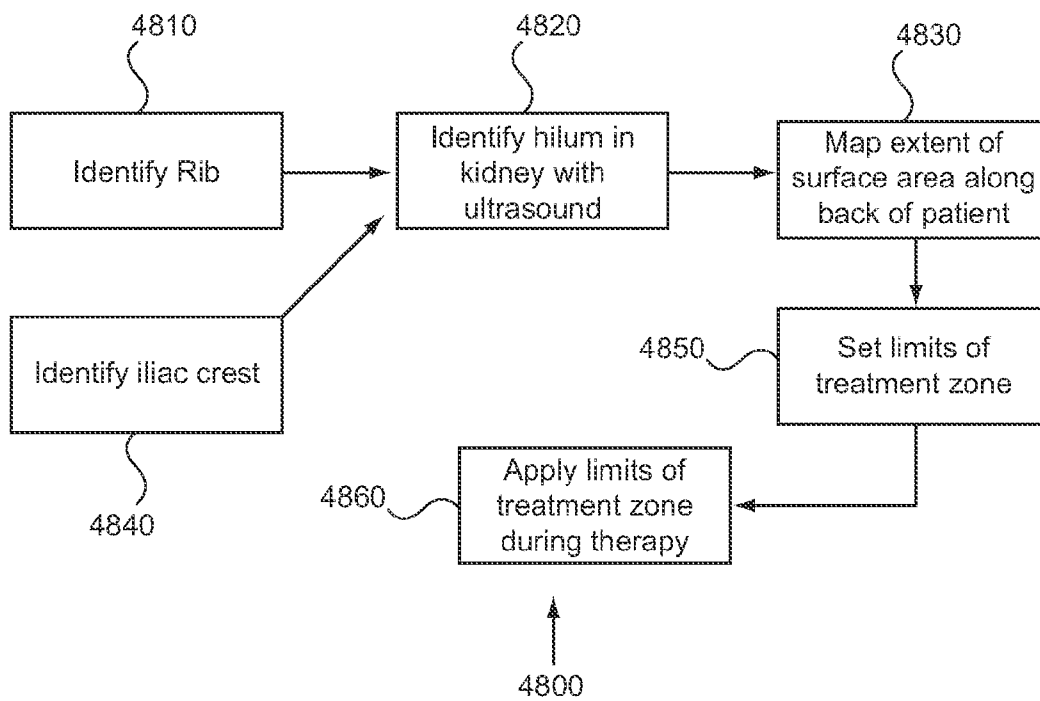 4810
4820
4830
Identify Rib
Identify hilum in
kidney with
ultrasound
Map extent of
surface area along
back of patient
Identify iliac crest
4850
Set limits of
treatment zone
4840
4860
Apply limits of
treatment zone
during therapy
4800